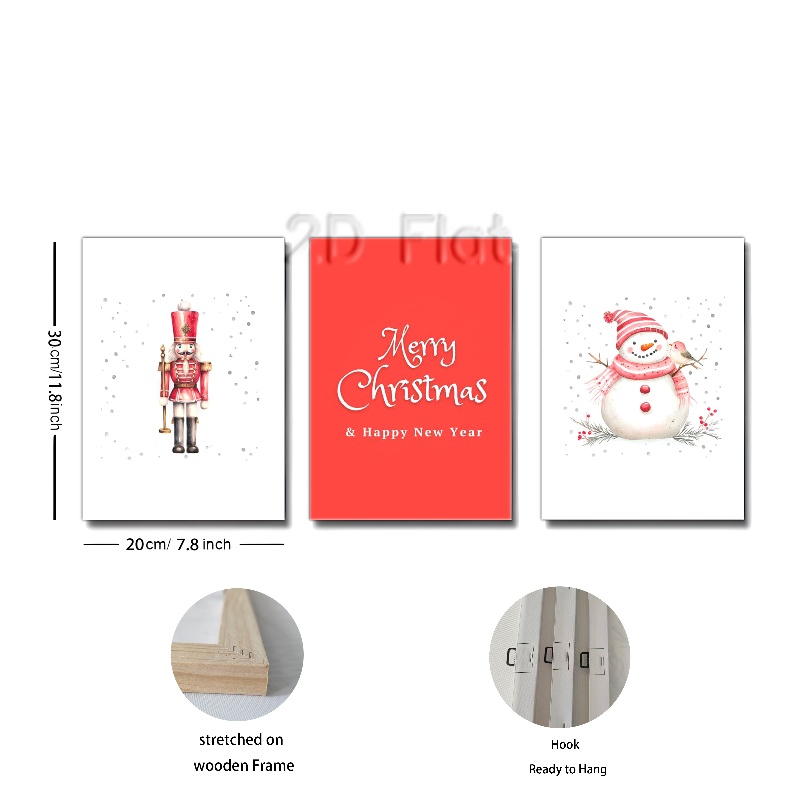 2D Flat
30cm/11.8inch
Merry
Christmas
& Happy New Year
20cm/ 7.8 inch
stretched on
wooden Frame
Hook
Ready to Hang